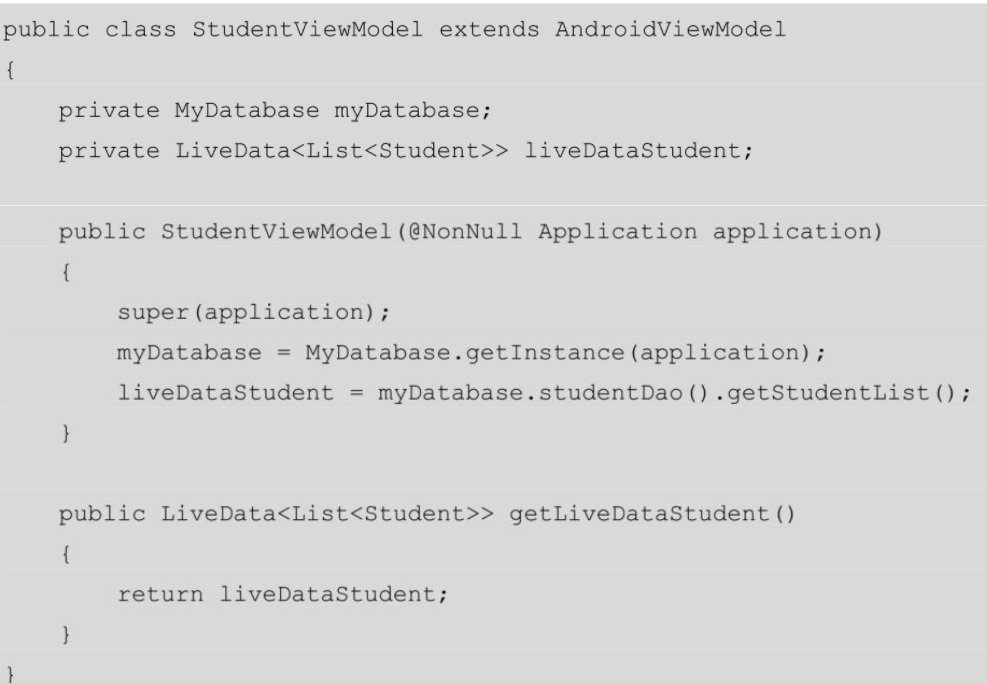 public class StudentViewModel extends AndroidViewModel
{
    private MyDatabase myDatabase;
    private LiveData<List<Student>> liveDataStudent;

    public StudentViewModel(@NonNull Application application)
    {
        super(application);
        myDatabase = MyDatabase.getInstance(application);
        liveDataStudent = myDatabase.studentDao().getStudentList();
    }

    public LiveData<List<Student>> getLiveDataStudent()
    {
        return liveDataStudent;
    }
}